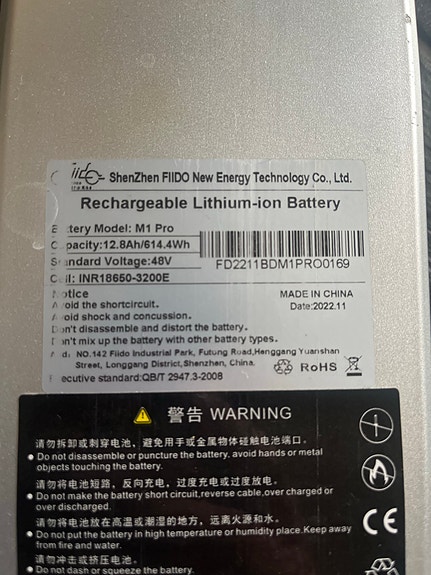 fiido ShenZhen FIIDO New Energy Technology Co., Ltd.
Rechargeable Lithium-ion Battery
B tery Model: M1 Pro
C pacity:12.8Ah/614.4Wh
S andard Voltage:48V
C ll: INR18650-3200E
FD2211BDM1PRO0169
Notice
MADE IN CHINA
Date:2022.11
A oid the shortcircuit.
Avoid shock and concussion.
Don't disassemble and distort the battery.
Don't mix up the battery with other battery types.
Add: NO.142 Fiido Industrial Park, Futung Road,Henggang Yuanshan
Street, Longgang District,Shenzhen, China.
RoHS
Executive standard:QB/T 2947.3-2008
警告 WARNING
请勿拆卸或刺穿电池，避免用手或金属物体碰触电池端口。
● Do not disassemble or puncture the battery. avoid hands or metal
objects touching the battery.
请勿将电池短路，反向充电，过度充电或过度放电。
● Do not make the battery short circuit,reverse cable,over charged or
over discharged.
请勿将电池放在高温或潮湿的地方，远离火源和水。
● Do not put the battery in high temperature or humidity place.Keep away
from fire and water.
CE
请勿冲击或挤压电池。
● Do not dash or squeeze the battery.